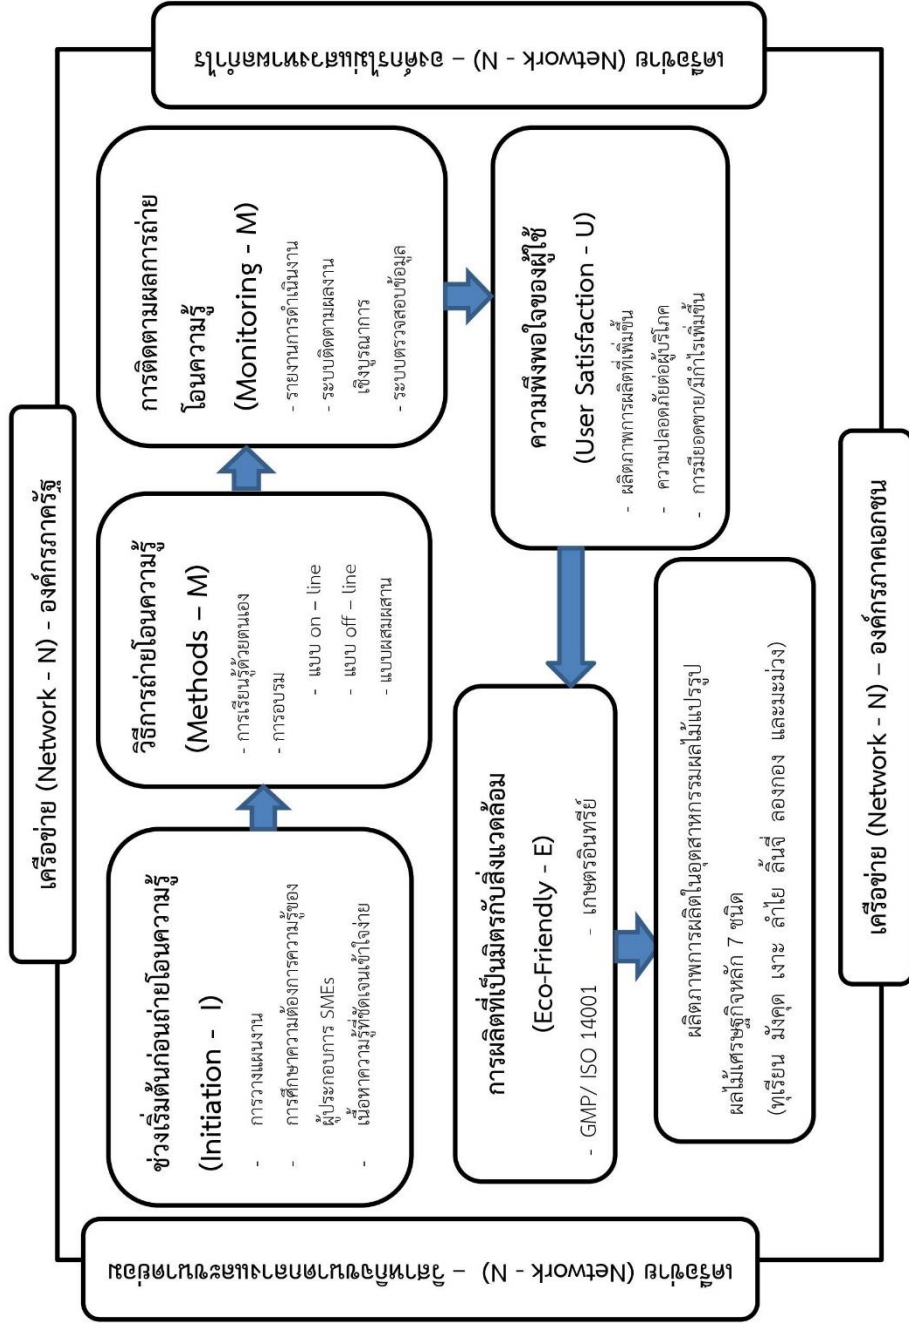 เครือข่าย (Network - N) - องค์กรภาครัฐ
เครือข่าย (Network - N) – วิสาหกิจขนาดกลางและขนาดย่อม
ช่วงเริ่มต้นก่อนถ่ายโอนความรู้
(Initiation - I)
- การวางแผนงาน
- การศึกษาความต้องการความรู้ของ
ผู้ประกอบการ SMEs
- เนื้อหาความรู้ที่ชัดเจนเข้าใจง่าย
วิธีการถ่ายโอนความรู้
(Methods – M)
- การเรียนรู้ด้วยตนเอง
- การอบรม
- แบบ on – line
- แบบ off – line
- แบบผสมผสาน
การติดตามผลการถ่าย
โอนความรู้
(Monitoring - M)
- รายงานการดำเนินงาน
- ระบบติดตามผลงาน
เชิงบูรณาการ
- ระบบตรวจสอบข้อมูล
เครือข่าย (Network - N) – องค์กรไม่แสวงหาผลกำไร
การผลิตที่เป็นมิตรกับสิ่งแวดล้อม
(Eco-Friendly - E)
- GMP/ ISO 14001 - เกษตรอินทรีย์
ความพึงพอใจของผู้ใช้
(User Satisfaction - U)
- ผลิตภาพการผลิตที่เพิ่มขึ้น
- ความปลอดภัยต่อผู้บริโภค
- การมียอดขาย/มีกำไรเพิ่มขึ้น
ผลิตภาพการผลิตในอุตสาหกรรมผลไม้แปรรูป
ผลไม้เศรษฐกิจหลัก 7 ชนิด
(ทุเรียน มังคุด เงาะ ลำไย ลิ้นจี่ ลองกอง และมะม่วง)
เครือข่าย (Network - N) – องค์กรภาคเอกชน